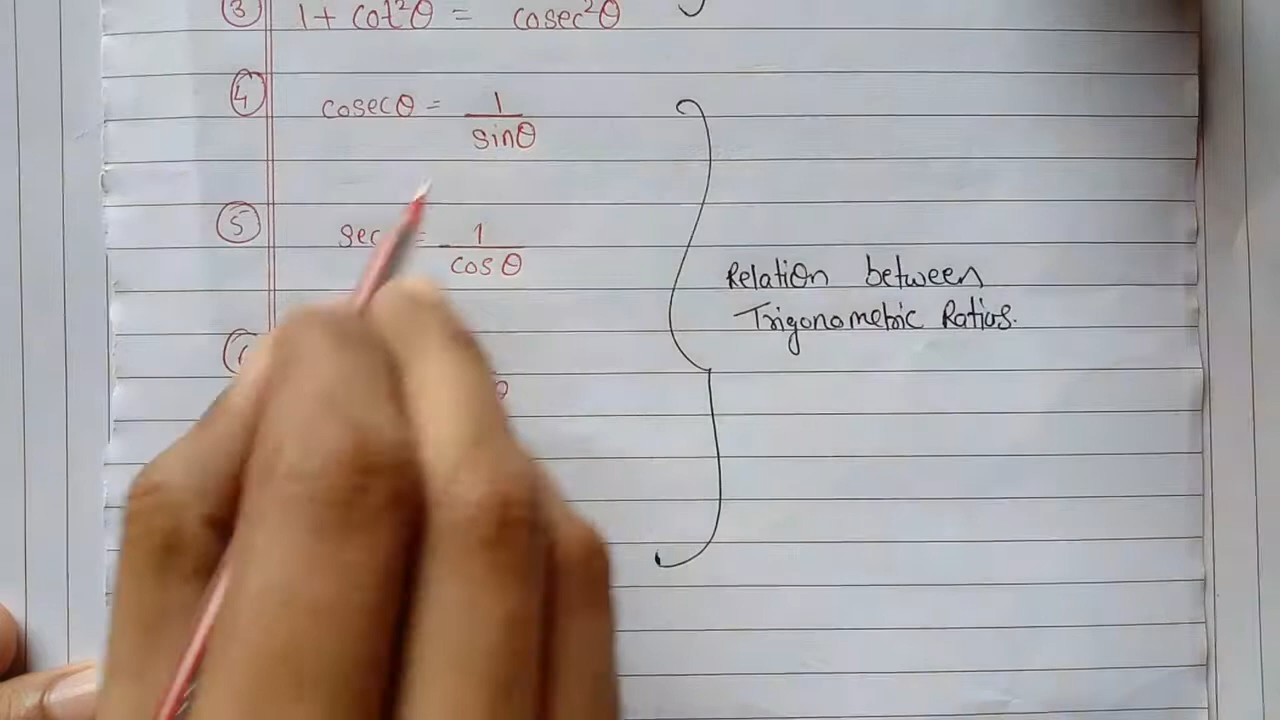 ③ 1 + cot²θ = cosec²θ
④ cosecθ = 1/sinθ
⑤ sec = 1/cosθ
Relation between
Trigonometric Ratios.